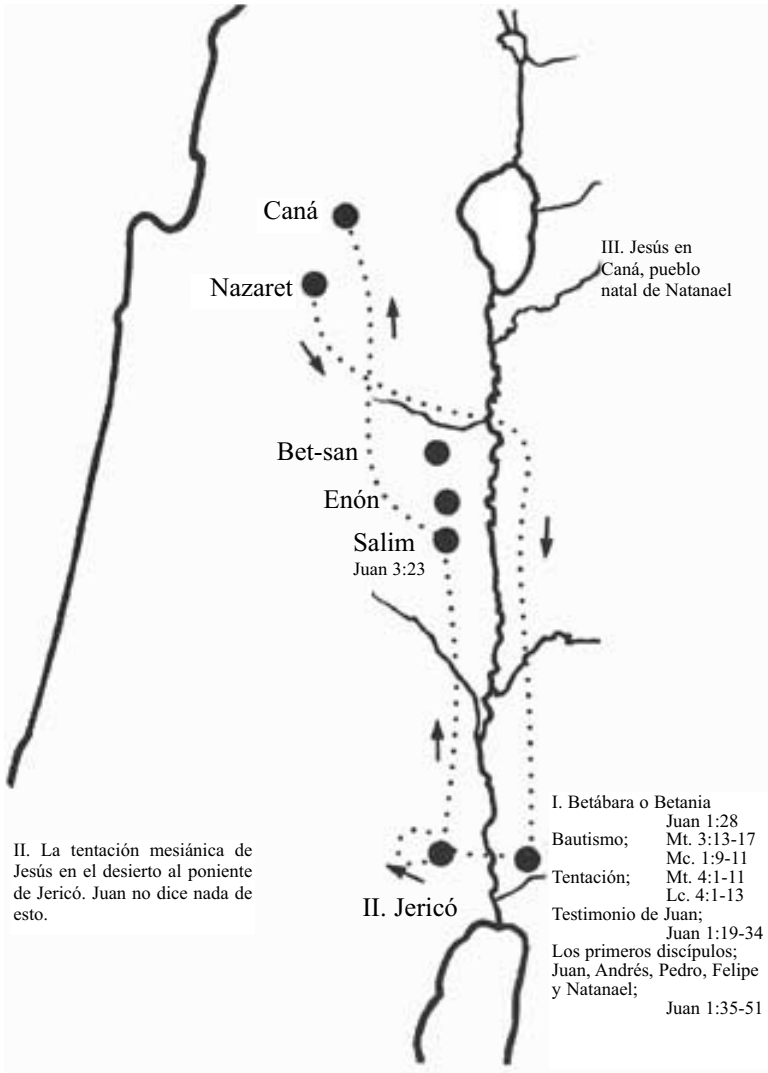 Caná
Nazaret
III. Jesús en
Caná, pueblo
natal de Natanael
Bet-san
Enón
Salim
Juan 3:23
II. La tentación mesiánica de
Jesús en el desierto al poniente
de Jericó. Juan no dice nada de
esto.
II. Jericó
I. Betábara o Betania
Juan 1:28
Bautismo; Mt. 3:13-17
Mc. 1:9-11
Tentación; Mt. 4:1-11
Lc. 4:1-13
Testimonio de Juan;
Juan 1:19-34
Los primeros discípulos;
Juan, Andrés, Pedro, Felipe
y Natanael;
Juan 1:35-51